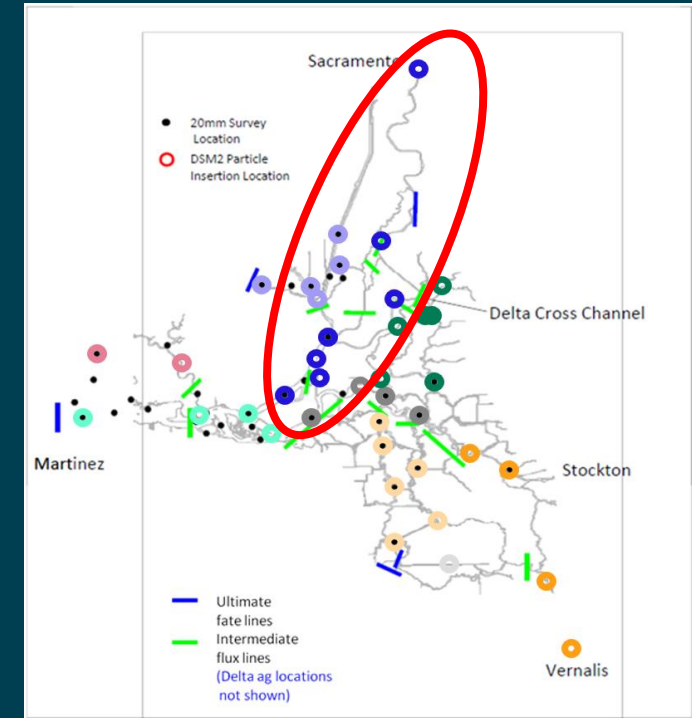 Sacramento
20mm Survey
Location
DSM2 Particle
Insertion Location
Delta Cross Channel
Martinez
Stockton
Ultimate
fate lines
Intermediate
flux lines
(Delta ag locations
not shown)
Vernalis